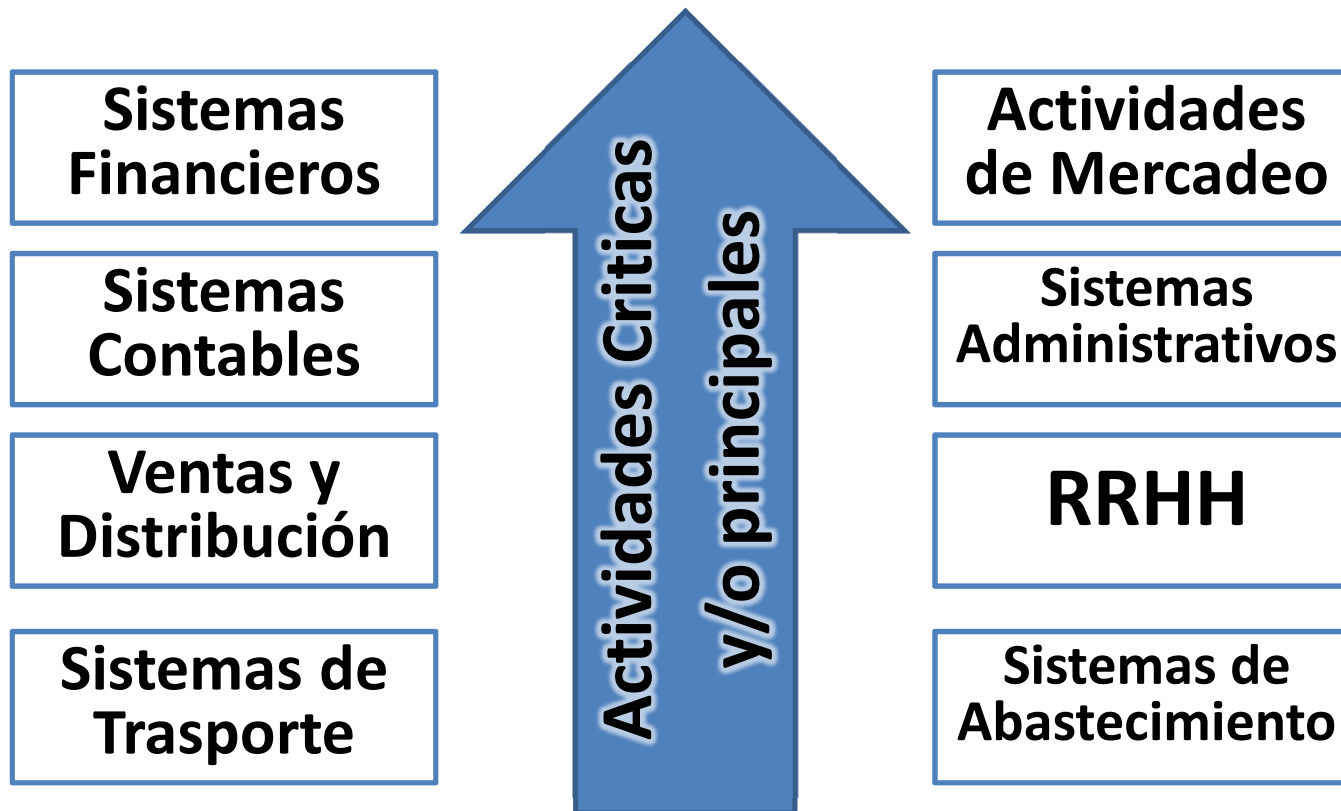 Sistemas
Financieros
Sistemas
Contables
Ventas y
Distribución
Sistemas de
Trasporte
Actividades Criticas
y/o principales
Actividades
de Mercadeo
Sistemas
Administrativos
RRHH
Sistemas de
Abastecimiento